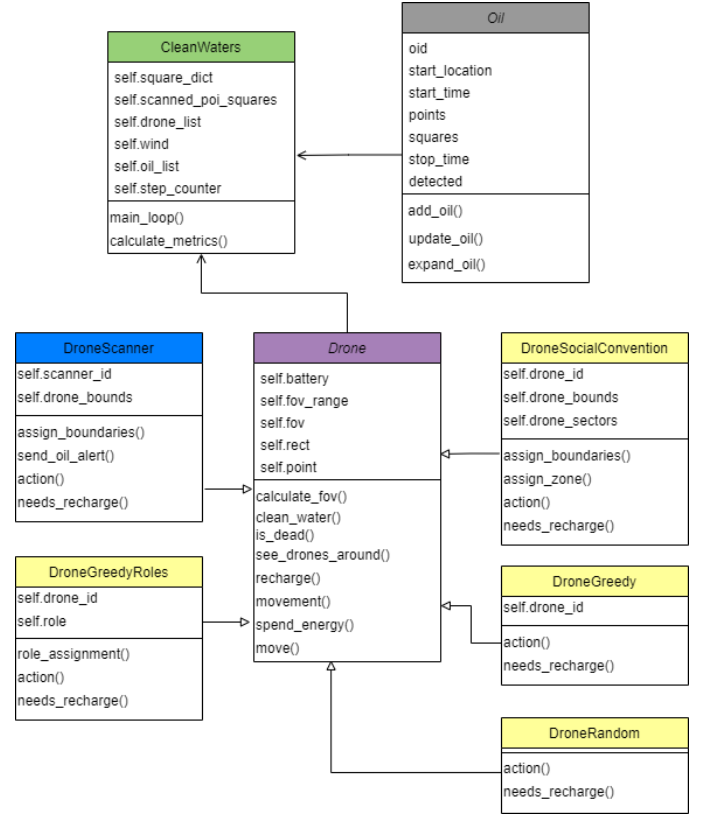 CleanWaters
self.square_dict
self.scanned_poi_squares
self.drone_list
self.wind
self.oil_list
self.step_counter
main_loop()
calculate_metrics()
Oil
oid
start_location
start_time
points
squares
stop_time
detected
add_oil()
update_oil()
expand_oil()
DroneScanner
self.scanner_id
self.drone_bounds
assign_boundaries()
send_oil_alert()
action()
needs_recharge()
Drone
self.battery
self.fov_range
self.fov
self.rect
self.point
calculate_fov()
clean_water()
is_dead()
see_drones_around()
recharge()
movement()
spend_energy()
move()
DroneSocialConvention
self.drone_id
self.drone_bounds
self.drone_sectors
assign_boundaries()
assign_zone()
action()
needs_recharge()
DroneGreedyRoles
self.drone_id
self.role
role_assignment()
action()
needs_recharge()
DroneGreedy
self.drone_id
action()
needs_recharge()
DroneRandom
action()
needs_recharge()